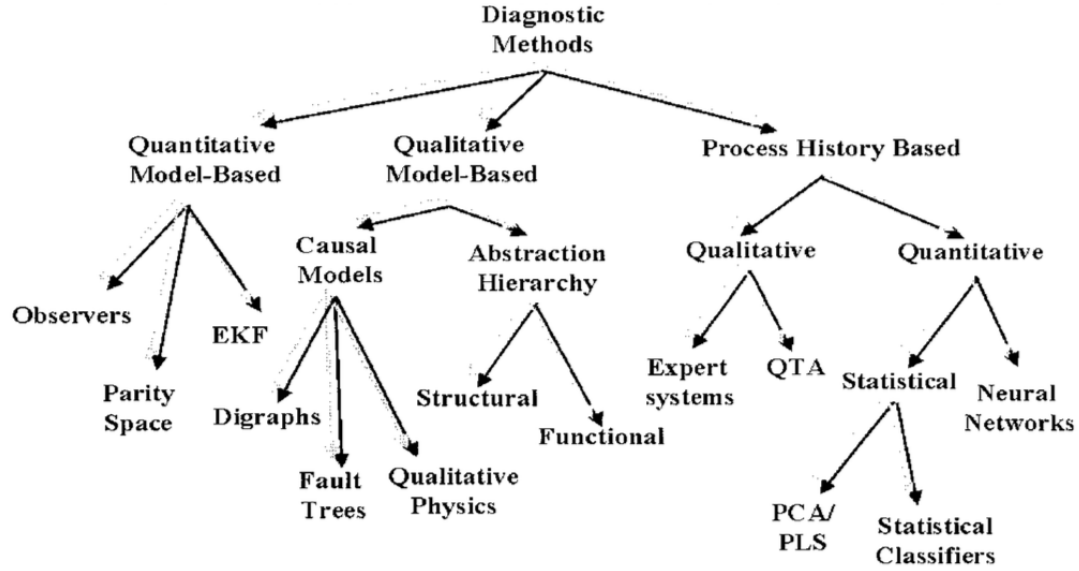 Diagnostic
Methods
Quantitative
Model-Based
Qualitative
Model-Based
Process History Based
Causal
Models
Abstraction
Hierarchy
Qualitative
Quantitative
Observers
EKF
Parity
Space
Digraphs
Fault
Trees
Qualitative
Physics
Structural
Functional
Expert
systems
QTA
Statistical
Neural
Networks
PCA/
PLS
Statistical
Classifiers